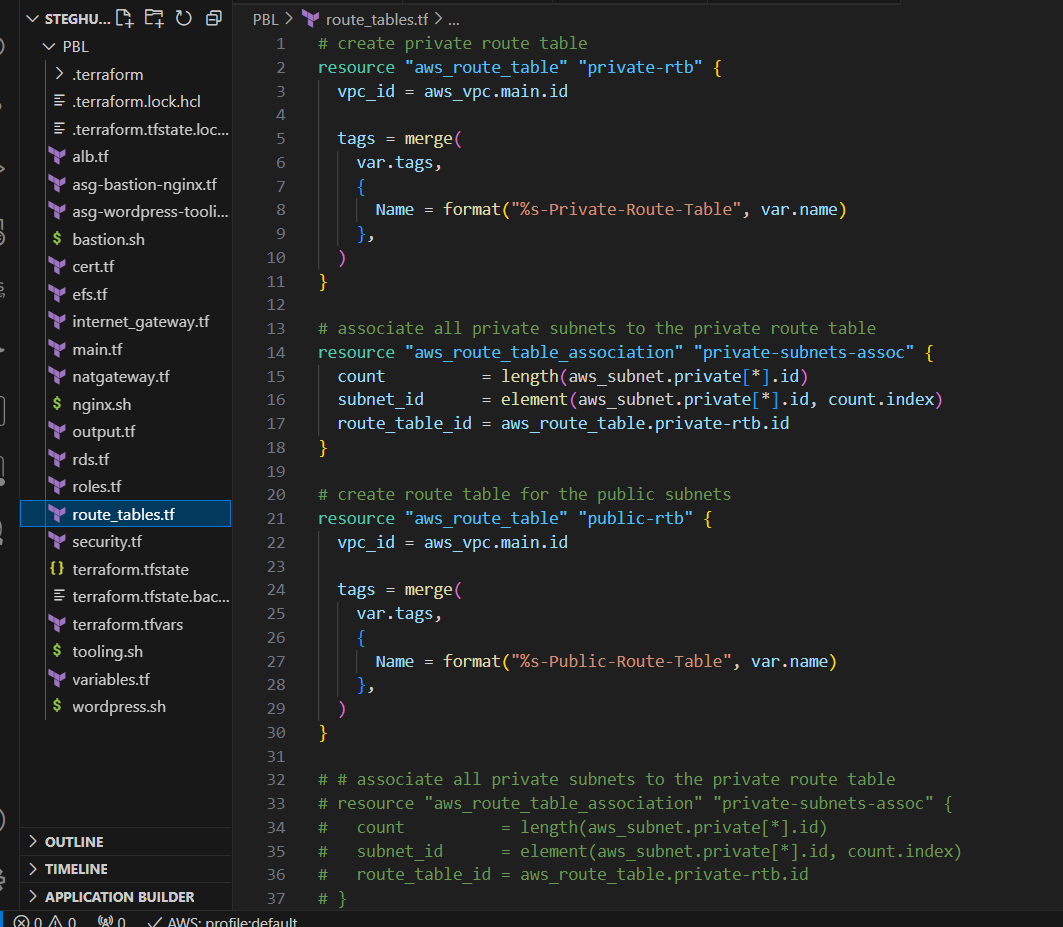 STEGHU...
PBL
.terraform
.terraform.lock.hcl
.terraform.tfstate.loc...
alb.tf
asg-bastion-nginx.tf
asg-wordpress-tooli...
$ bastion.sh
cert.tf
efs.tf
internet_gateway.tf
main.tf
natgateway.tf
$ nginx.sh
output.tf
rds.tf
roles.tf
route_tables.tf
security.tf
{} terraform.tfstate
terraform.tfstate.bac...
terraform.tfvars
$ tooling.sh
variables.tf
$ wordpress.sh
OUTLINE
TIMELINE
APPLICATION BUILDER
PBL > route_tables.tf > ...
1 # create private route table
2 resource "aws_route_table" "private-rtb" {
3   vpc_id = aws_vpc.main.id
4
5   tags = merge(
6     var.tags,
7     {
8       Name = format("%s-Private-Route-Table", var.name)
9     },
10   )
11 }
12
13 # associate all private subnets to the private route table
14 resource "aws_route_table_association" "private-subnets-assoc" {
15   count          = length(aws_subnet.private[*].id)
16   subnet_id      = element(aws_subnet.private[*].id, count.index)
17   route_table_id = aws_route_table.private-rtb.id
18 }
19
20 # create route table for the public subnets
21 resource "aws_route_table" "public-rtb" {
22   vpc_id = aws_vpc.main.id
23
24   tags = merge(
25     var.tags,
26     {
27       Name = format("%s-Public-Route-Table", var.name)
28     },
29   )
30 }
31
32 # # associate all private subnets to the private route table
33 # resource "aws_route_table_association" "private-subnets-assoc" {
34 #   count          = length(aws_subnet.private[*].id)
35 #   subnet_id      = element(aws_subnet.private[*].id, count.index)
36 #   route_table_id = aws_route_table.private-rtb.id
37 # }
0 0 0 AWS: profile:default